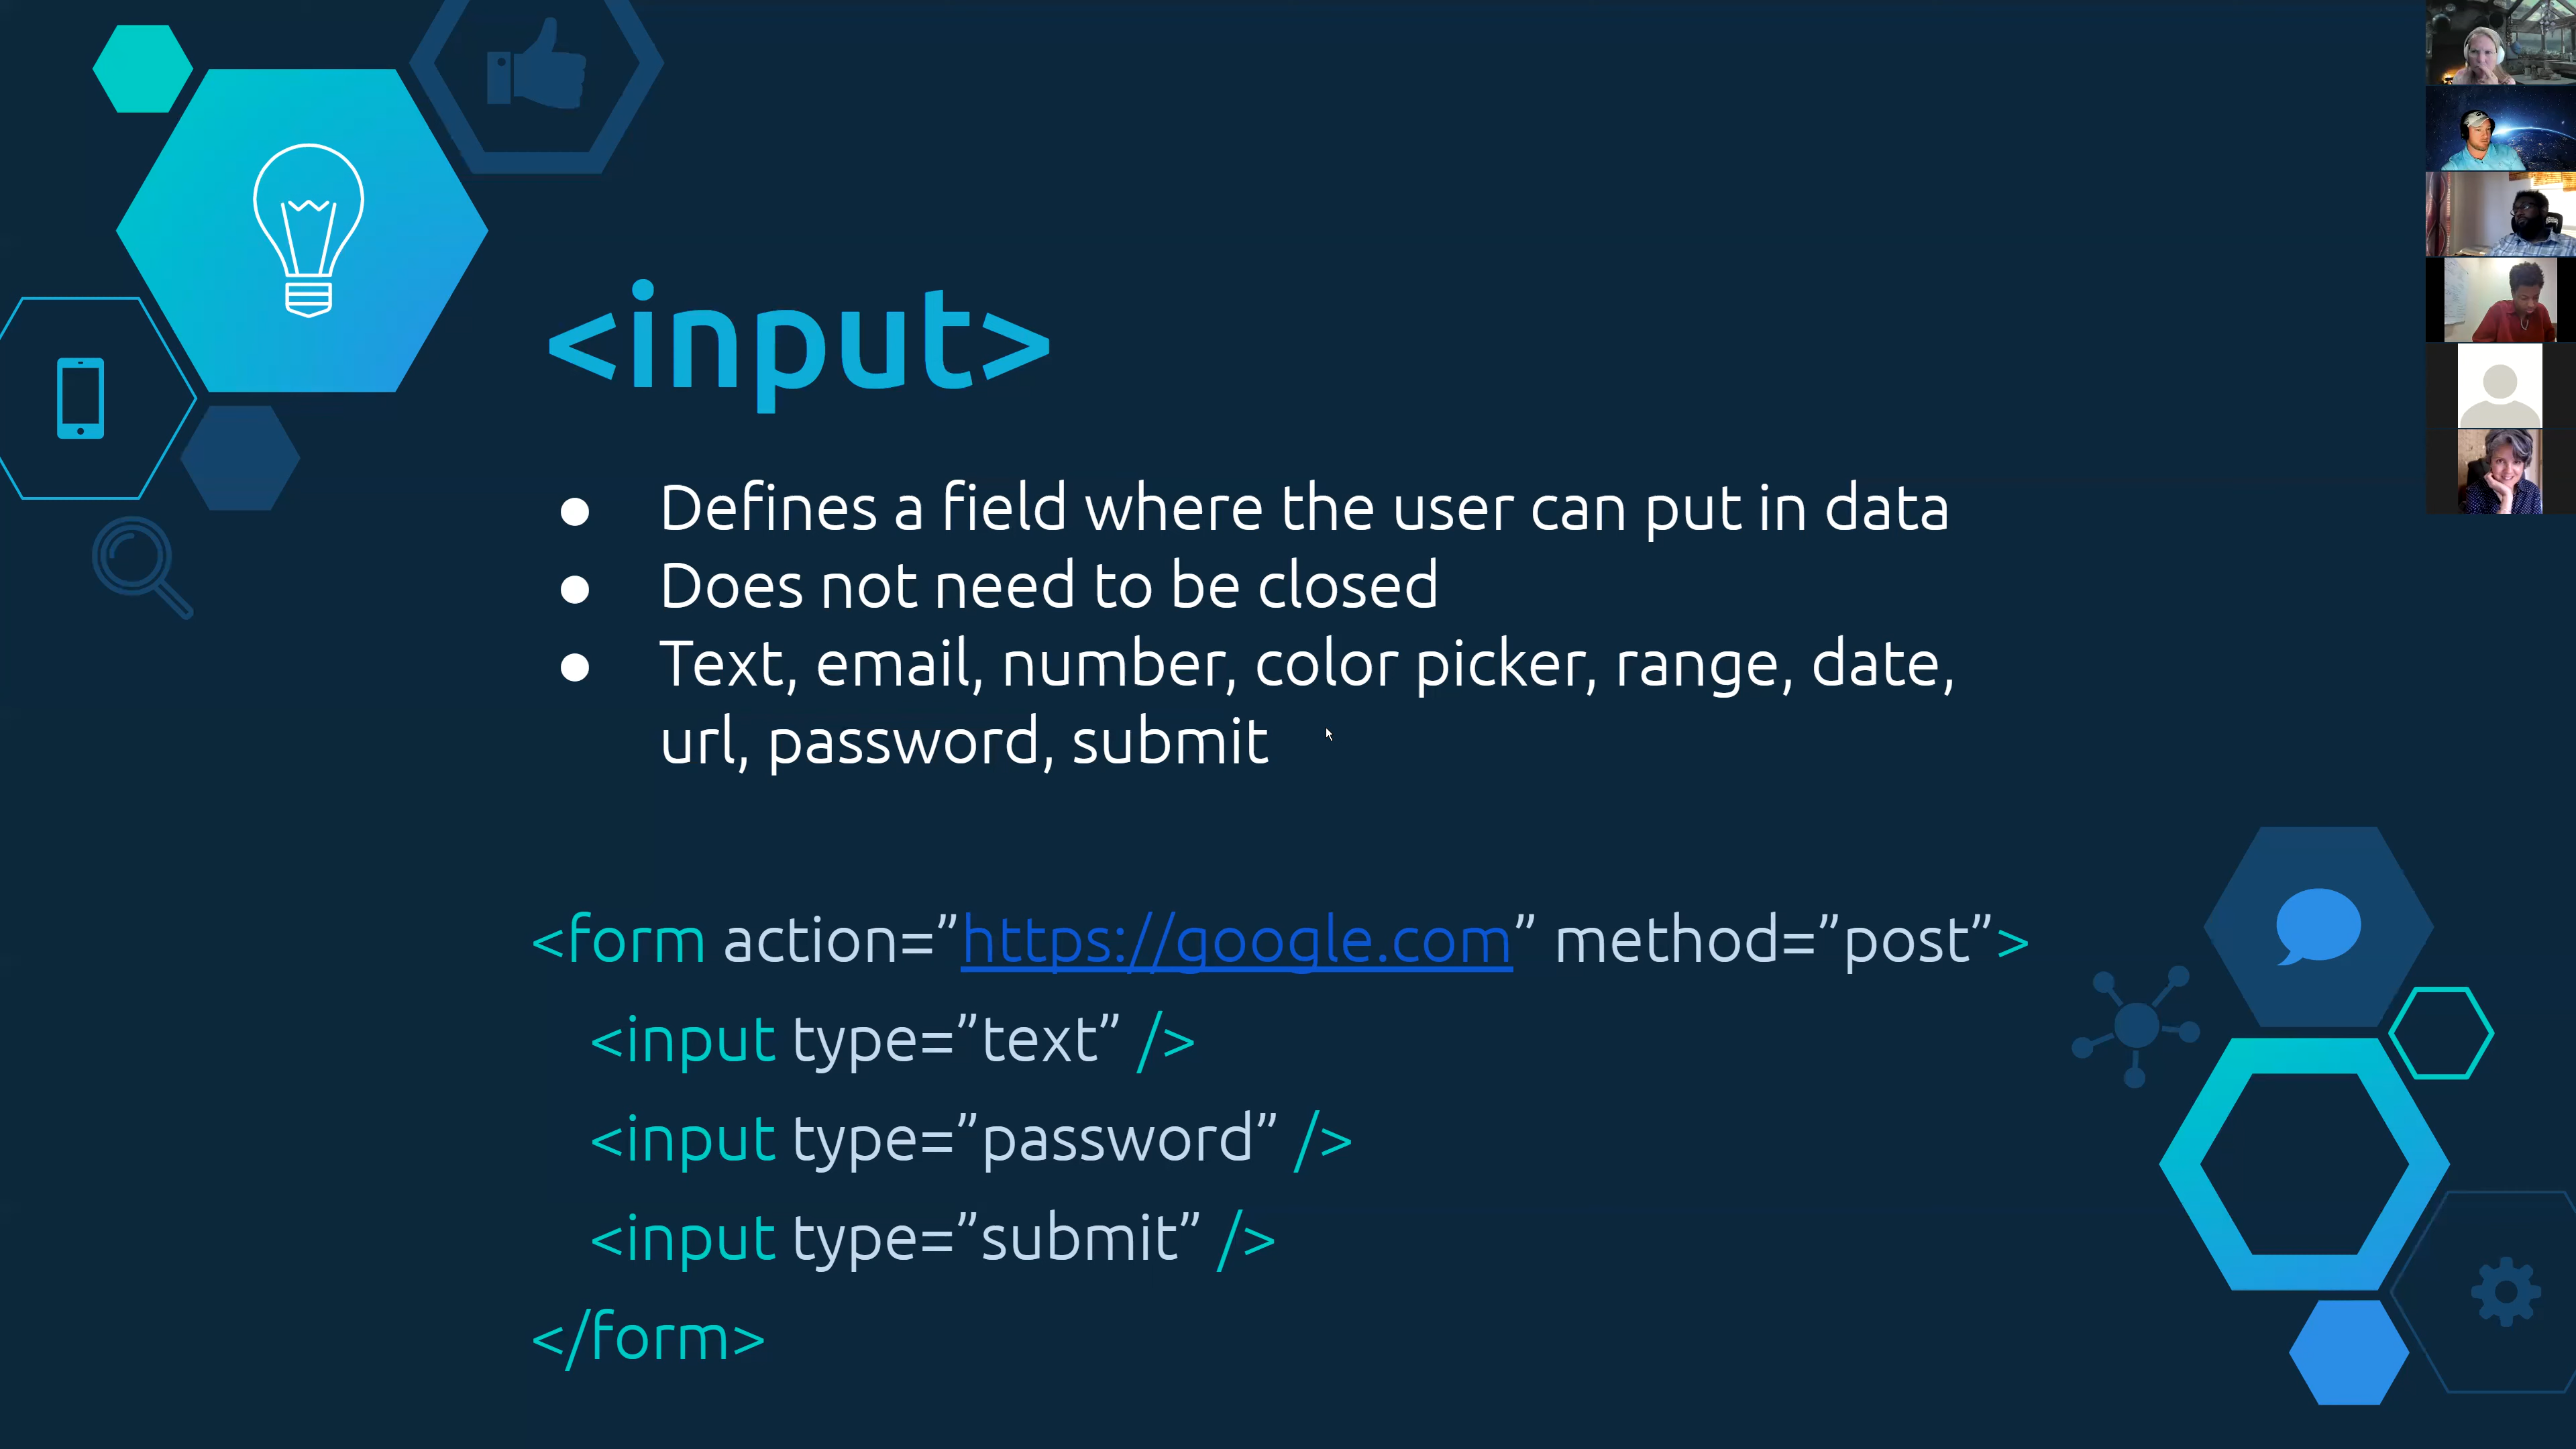 <input>
● Defines a field where the user can put in data
● Does not need to be closed
● Text, email, number, color picker, range, date,
url, password, submit
<form action=”https://google.com” method=”post”>
<input type=”text” />
<input type=”password” />
<input type=”submit” />
</form>